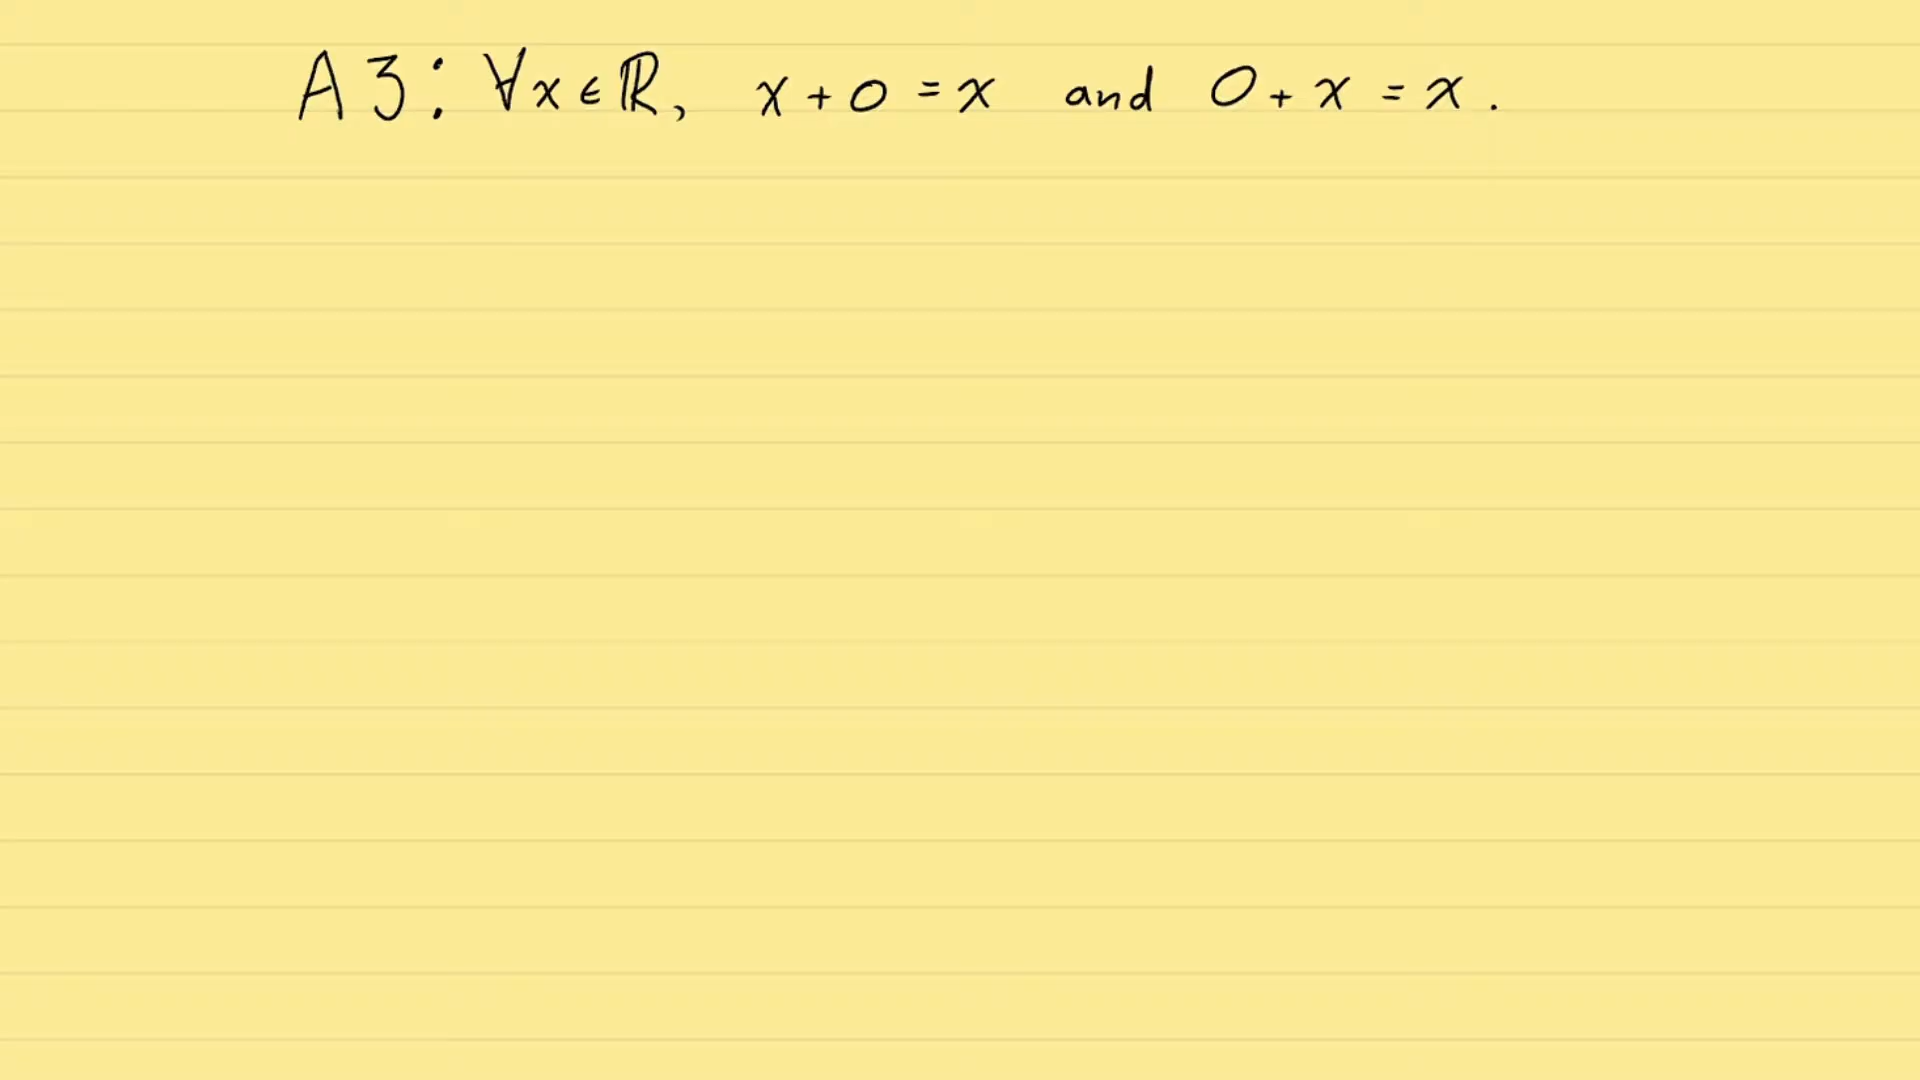 A3: ∀x∈ℝ, x + 0 = x and 0 + x = x.